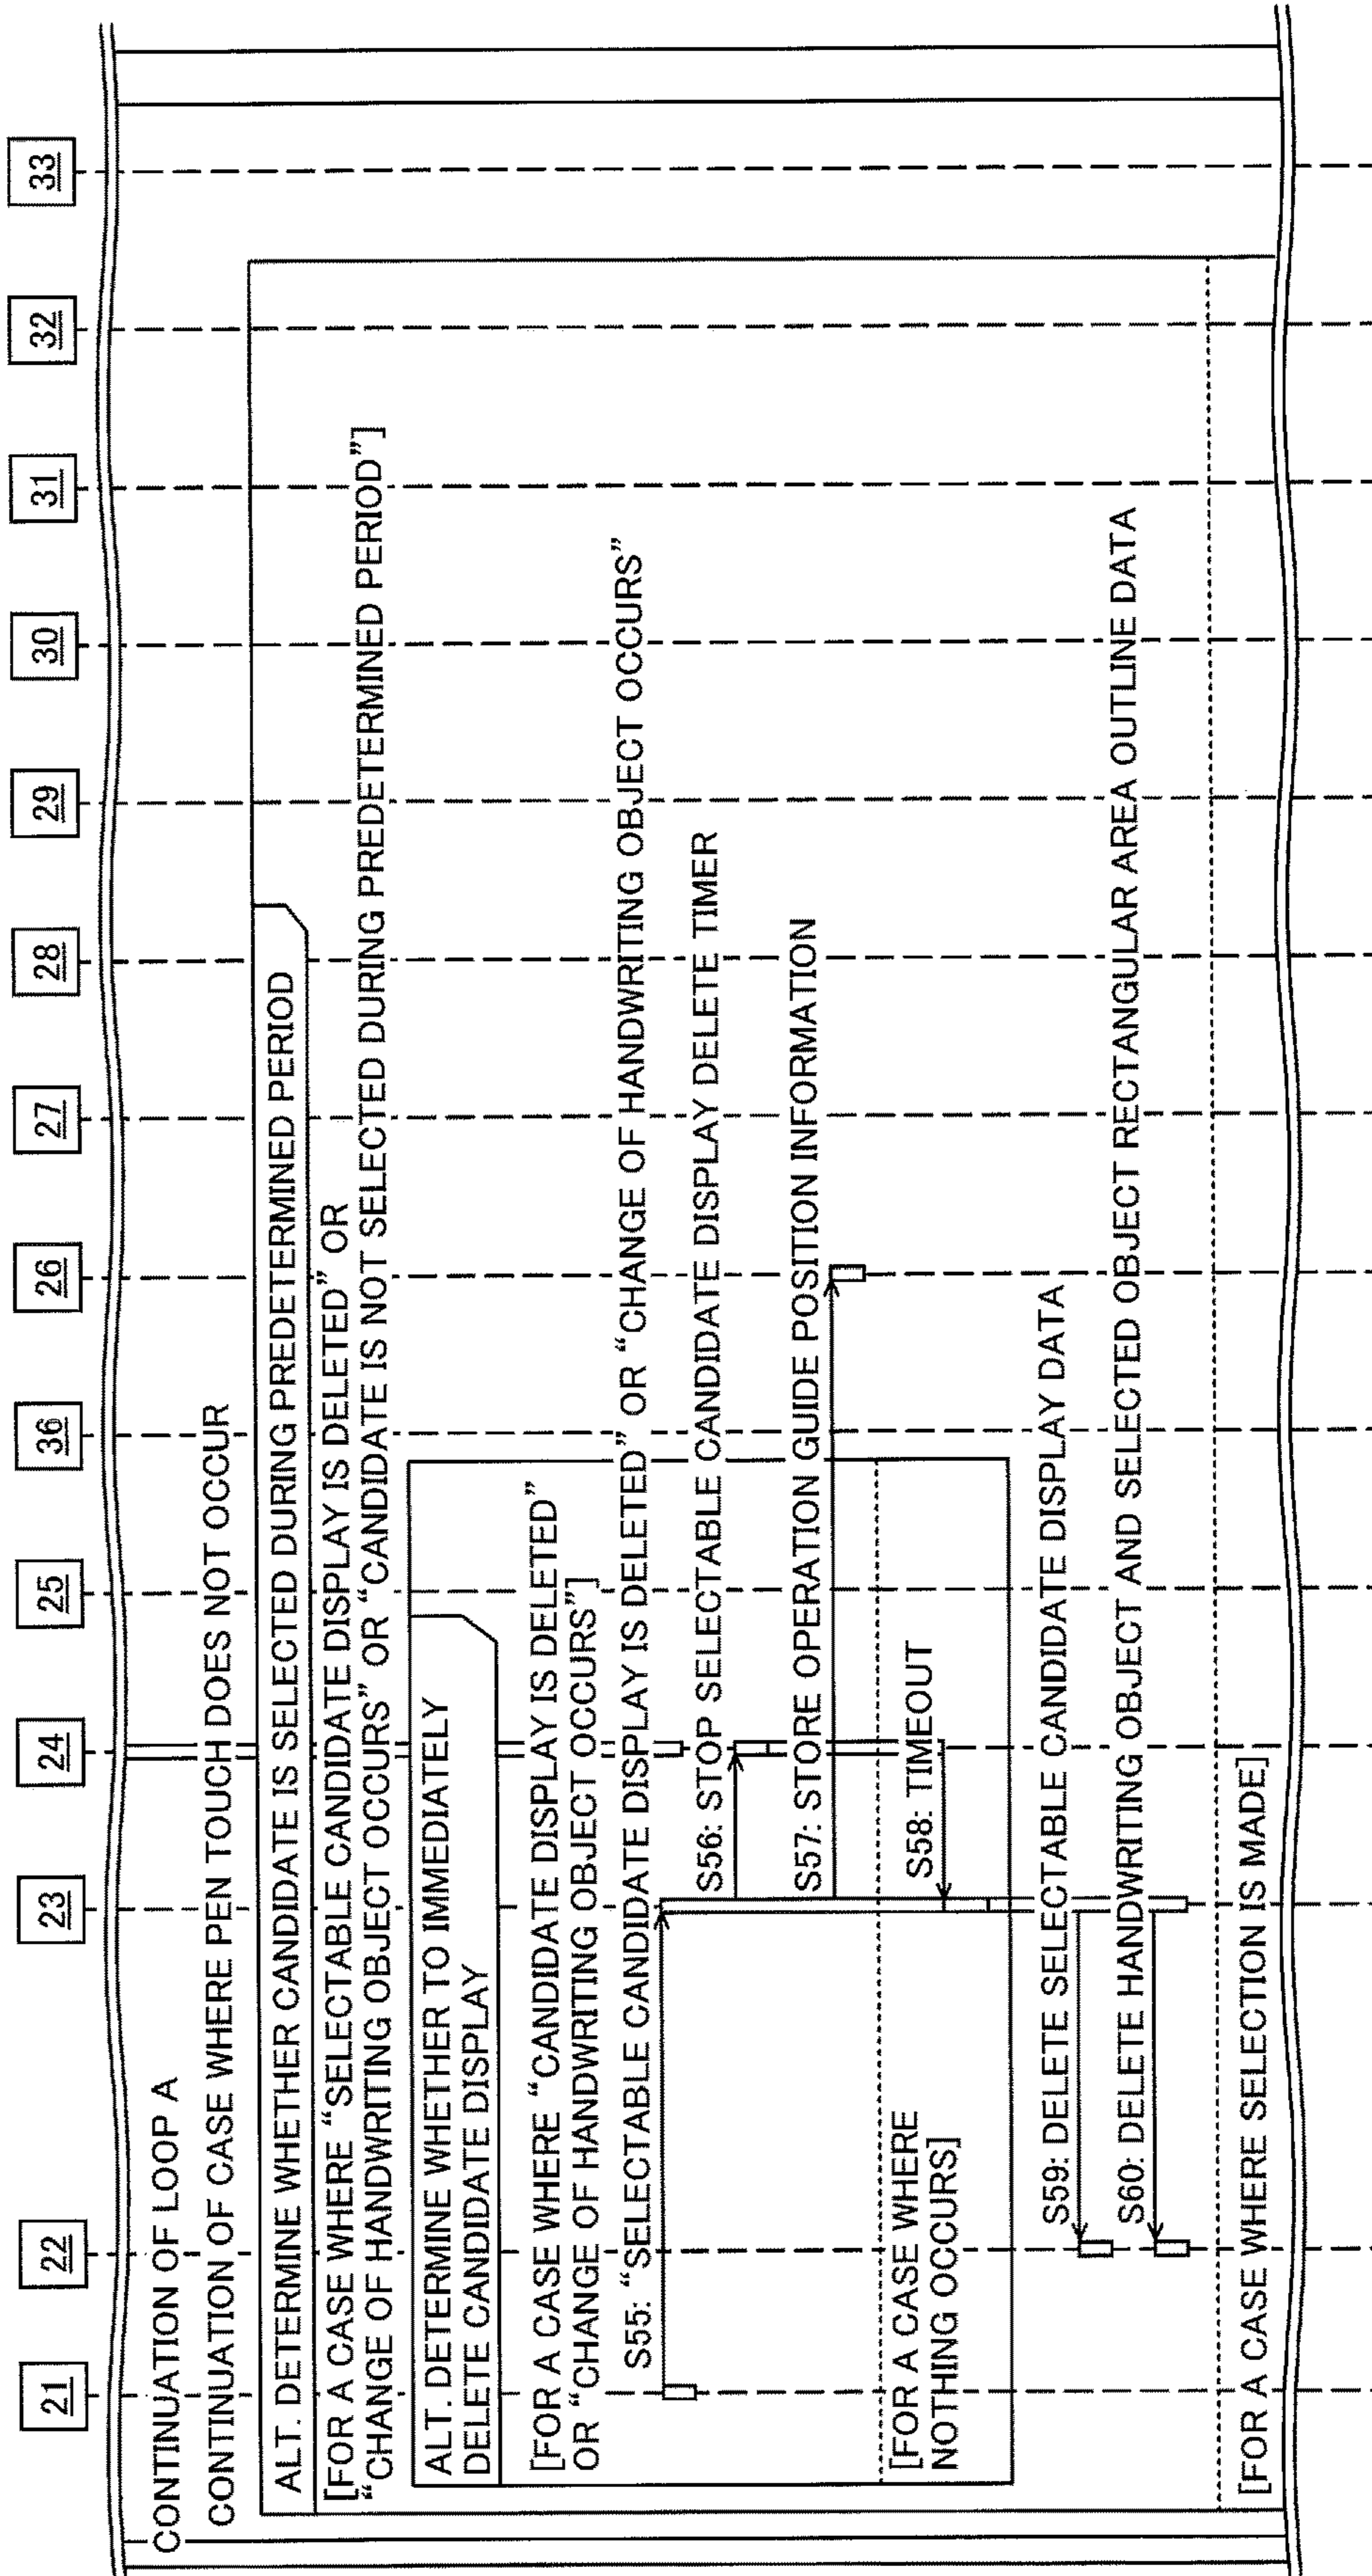 21 22 23 24 25 36 26 27 28 29 30 31 32 33
CONTINUATION OF LOOP A
CONTINUATION OF CASE WHERE PEN TOUCH DOES NOT OCCUR
ALT. DETERMINE WHETHER CANDIDATE IS SELECTED DURING PREDETERMINED PERIOD
[FOR A CASE WHERE “SELECTABLE CANDIDATE DISPLAY IS DELETED” OR
“CHANGE OF HANDWRITING OBJECT OCCURS” OR “CANDIDATE IS NOT SELECTED DURING PREDETERMINED PERIOD”]
ALT. DETERMINE WHETHER TO IMMEDIATELY
DELETE CANDIDATE DISPLAY
[FOR A CASE WHERE “CANDIDATE DISPLAY IS DELETED”
OR “CHANGE OF HANDWRITING OBJECT OCCURS”]
S55: “SELECTABLE CANDIDATE DISPLAY IS DELETED” OR “CHANGE OF HANDWRITING OBJECT OCCURS”
S56: STOP SELECTABLE CANDIDATE DISPLAY DELETE TIMER
S57: STORE OPERATION GUIDE POSITION INFORMATION
[FOR A CASE WHERE
NOTHING OCCURS]
S58: TIMEOUT
S59: DELETE SELECTABLE CANDIDATE DISPLAY DATA
S60: DELETE HANDWRITING OBJECT AND SELECTED OBJECT RECTANGULAR AREA OUTLINE DATA
[FOR A CASE WHERE SELECTION IS MADE]